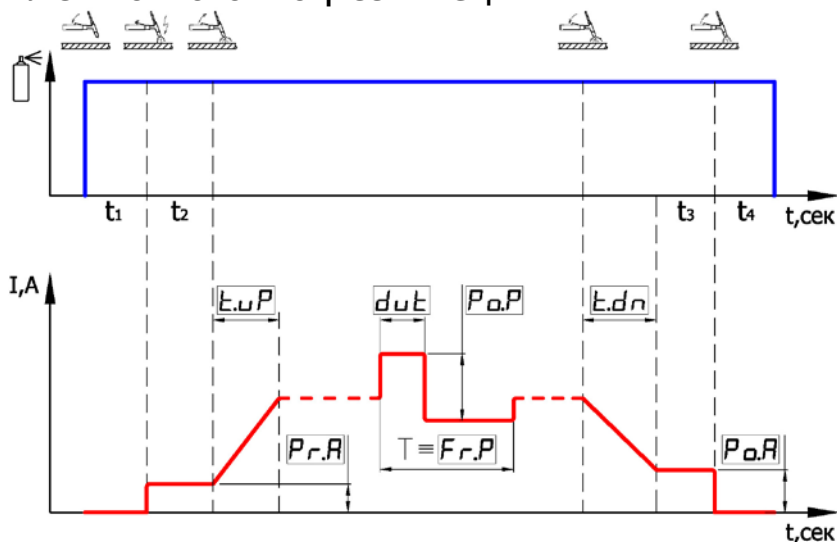 t1 t2 t3 t4 t,сек
I,A
t.uP dut Po.P t.dn
Pr.A T ≡ Fr.P Po.A
t,сек